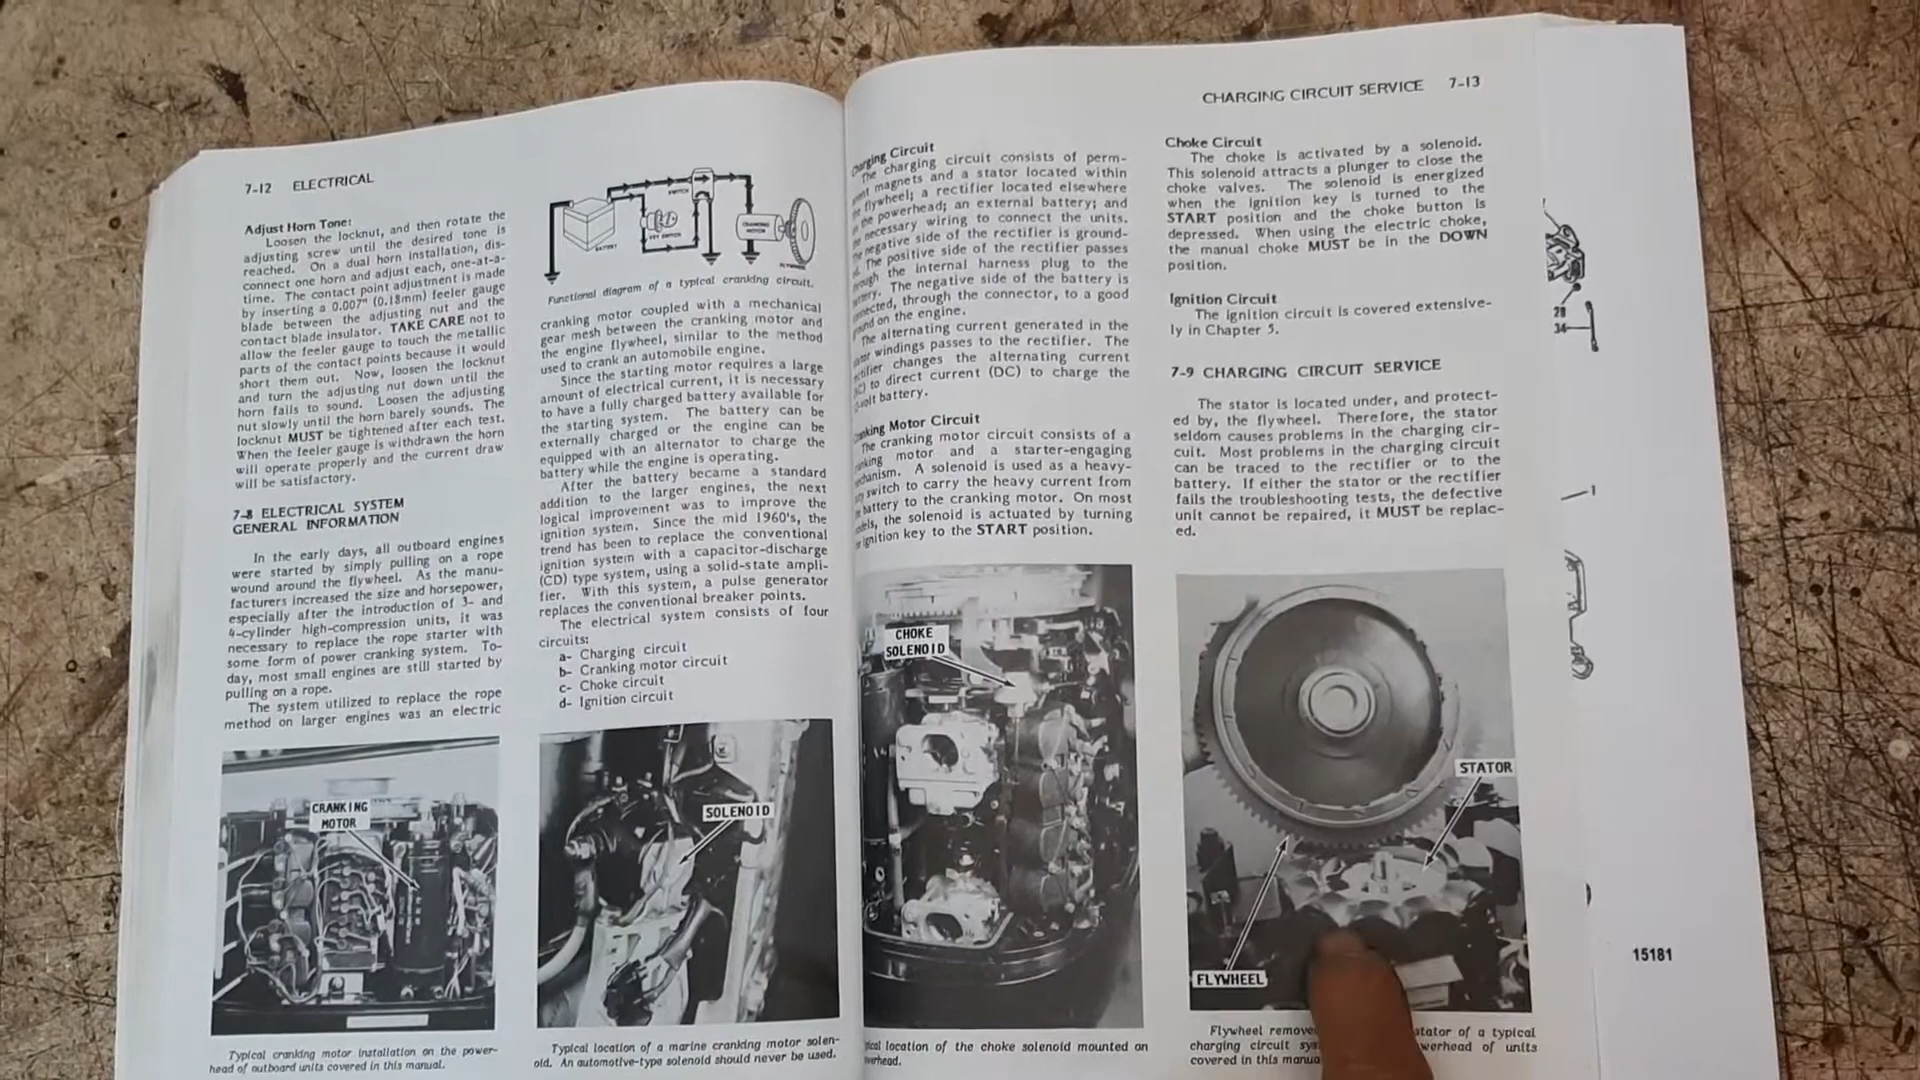 7-12 ELECTRICAL
Adjust Horn Tone:
Loosen the locknut, and then rotate the
adjusting screw until the desired tone is
reached. On a dual horn installation, dis-
connect one horn and adjust each, one-at-a-
time. The contact point adjustment is made
by inserting a 0.007" (0.18mm) feeler gauge
blade between the adjusting nut and the
contact blade insulator. TAKE CARE not to
allow the feeler gauge to touch the metallic
parts of the contact points because it would
short them out. Now, loosen the locknut
and turn the adjusting nut down until the
horn fails to sound. Loosen the adjusting
nut slowly until the horn barely sounds. The
locknut MUST be tightened after each test.
When the feeler gauge is withdrawn the horn
will operate properly and the current draw
will be satisfactory.
7-8 ELECTRICAL SYSTEM
GENERAL INFORMATION
In the early days, all outboard engines
were started by simply pulling on a rope
wound around the flywheel. As the manu-
facturers increased the size and horsepower,
especially after the introduction of 3- and
4-cylinder high-compression units, it was
necessary to replace the rope starter with
some form of power cranking system. To-
day, most small engines are still started by
pulling on a rope.
The system utilized to replace the rope
method on larger engines was an electric
CRANKING
MOTOR
Typical cranking motor installation on the power-
head of outboard units covered in this manual.
SWITCH
BATTERY
KEY SWITCH
CRANKING
MOTOR
FLYWHEEL
Functional diagram of a typical cranking circuit.
cranking motor coupled with a mechanical
gear mesh between the cranking motor and
the engine flywheel, similar to the method
used to crank an automobile engine.
Since the starting motor requires a large
amount of electrical current, it is necessary
to have a fully charged battery available for
the starting system. The battery can be
externally charged or the engine can be
equipped with an alternator to charge the
battery while the engine is operating.
After the battery became a standard
addition to the larger engines, the next
logical improvement was to improve the
ignition system. Since the mid 1960's, the
trend has been to replace the conventional
ignition system with a capacitor-discharge
(CD) type system, using a solid-state ampli-
fier. With this system, a pulse generator
replaces the conventional breaker points.
The electrical system consists of four
circuits:
a- Charging circuit
b- Cranking motor circuit
c- Choke circuit
d- Ignition circuit
SOLENOID
Typical location of a marine cranking motor solen-
oid. An automotive-type solenoid should never be used.
CHARGING CIRCUIT SERVICE 7-13
Charging Circuit
The charging circuit consists of perm-
magnets and a stator located within
flywheel; a rectifier located elsewhere
the powerhead; an external battery; and
necessary wiring to connect the units.
negative side of the rectifier is ground-
The positive side of the rectifier passes
through the internal harness plug to the
The negative side of the battery is
through the connector, to a good
on the engine.
The alternating current generated in the
windings passes to the rectifier. The
changes the alternating current
to direct current (DC) to charge the
battery.
Motor Circuit
The cranking motor circuit consists of a
motor and a starter-engaging
A solenoid is used as a heavy-
switch to carry the heavy current from
battery to the cranking motor. On most
the solenoid is actuated by turning
ignition key to the START position.
CHOKE
SOLENOID
location of the choke solenoid mounted on
Choke Circuit
The choke is activated by a solenoid.
This solenoid attracts a plunger to close the
choke valves. The solenoid is energized
when the ignition key is turned to the
START position and the choke button is
depressed. When using the electric choke,
the manual choke MUST be in the DOWN
position.
Ignition Circuit
The ignition circuit is covered extensive-
ly in Chapter 5.
7-9 CHARGING CIRCUIT SERVICE
The stator is located under, and protect-
ed by, the flywheel. Therefore, the stator
seldom causes problems in the charging cir-
cuit. Most problems in the charging circuit
can be traced to the rectifier or to the
battery. If either the stator or the rectifier
fails the troubleshooting tests, the defective
unit cannot be repaired, it MUST be replac-
ed.
STATOR
FLYWHEEL
Flywheel stator of a typical
charging circuit of units
covered in this
28
34
1
15181